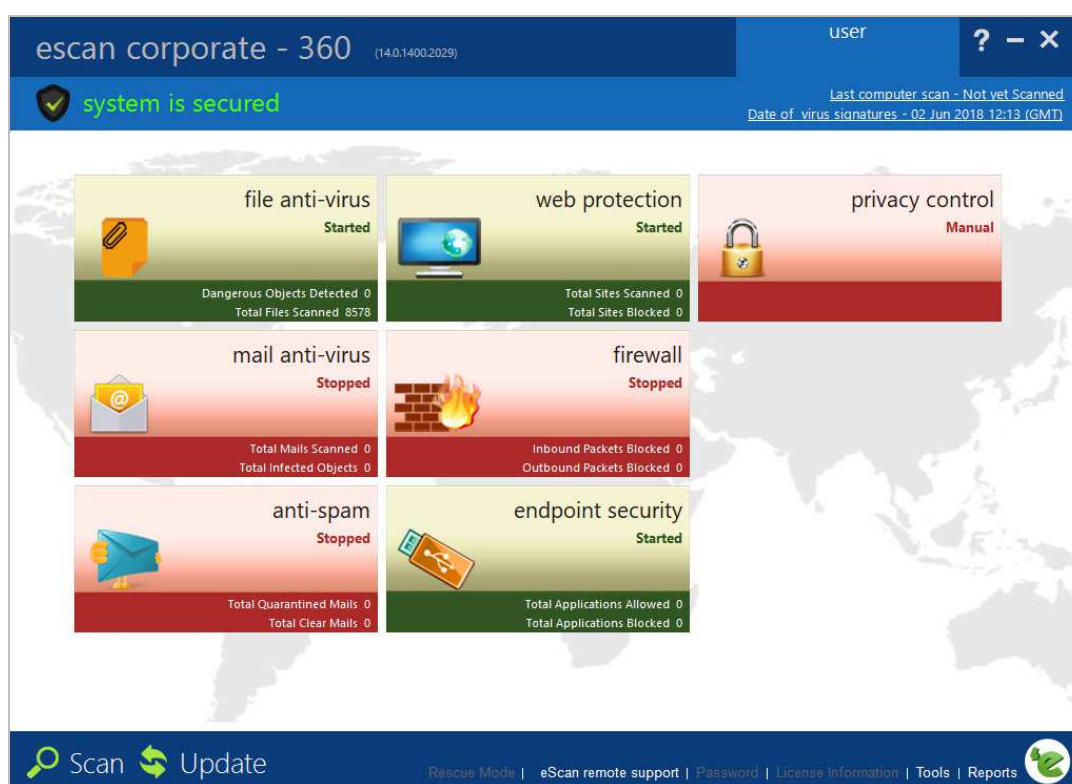 escan corporate - 360 (14.0.1400.2029)
user
? – ×
system is secured
Last computer scan - Not yet Scanned
Date of virus signatures - 02 Jun 2018 12:13 (GMT)
file anti-virus
Started
Dangerous Objects Detected 0
Total Files Scanned 8578
web protection
Started
Total Sites Scanned 0
Total Sites Blocked 0
privacy control
Manual
mail anti-virus
Stopped
Total Mails Scanned 0
Total Infected Objects 0
firewall
Stopped
Inbound Packets Blocked 0
Outbound Packets Blocked 0
anti-spam
Stopped
Total Quarantined Mails 0
Total Clear Mails 0
endpoint security
Started
Total Applications Allowed 0
Total Applications Blocked 0
Scan Update
Rescue Mode | eScan remote support | Password | License Information | Tools | Reports